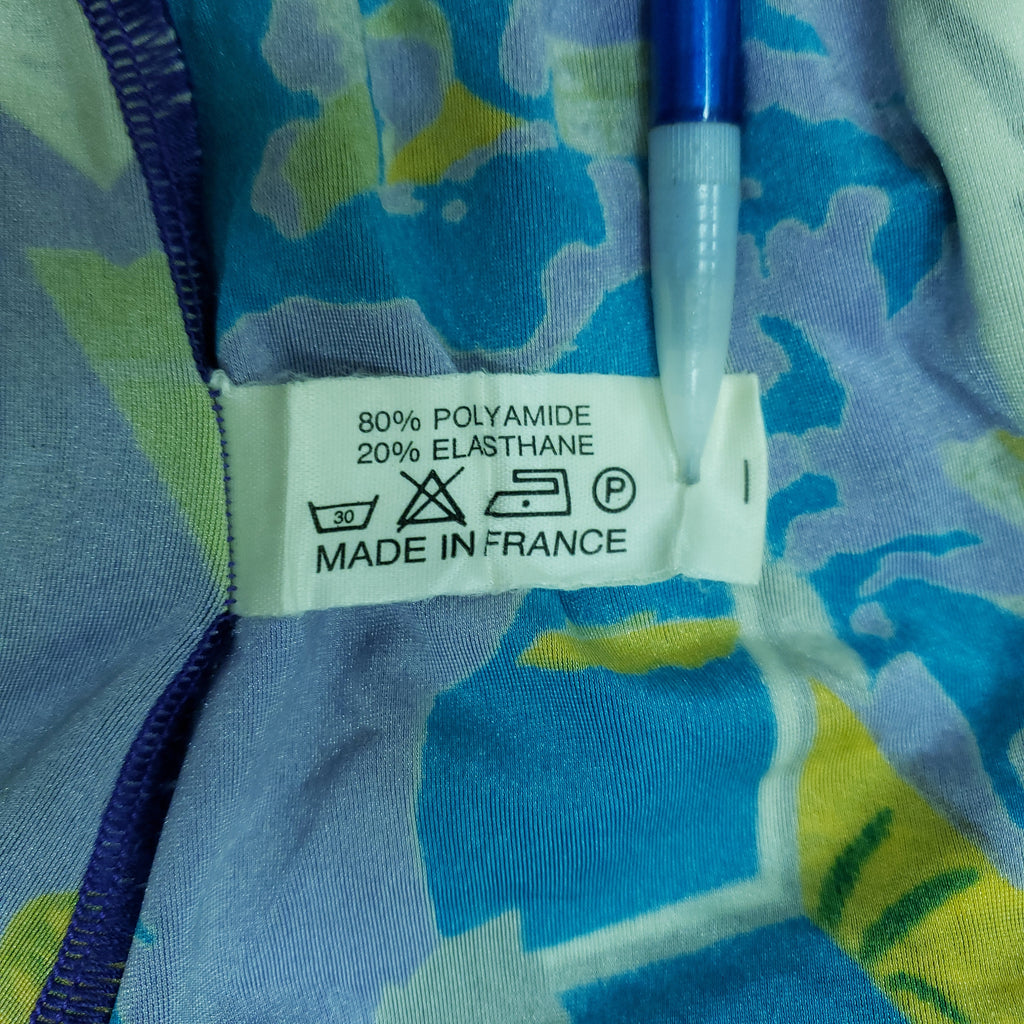 80% POLYAMIDE
20% ELASTHANE
30 P
MADE IN FRANCE